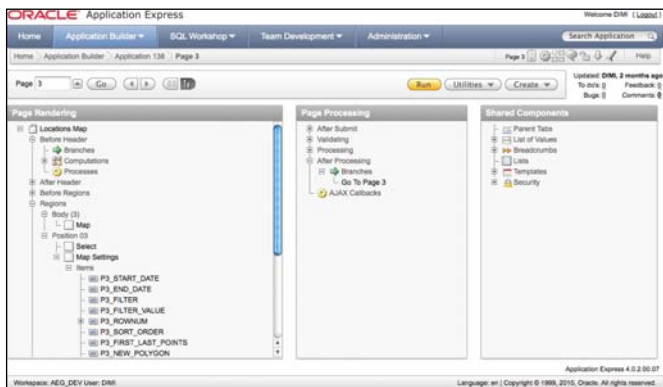 ORACLE Application Express
Welcome DIMI ( Logout )
Home Application Builder SQL Workshop Team Development Administration Search Application
Home Application Builder Application 136 Page 3 Page 3 Help
Page 3 Go Run Utilities Create
Updated: DIMI, 2 months ago
To do's: 0 Feedback: 0
Bugs: 0 Comments: 0
Page Rendering
Locations Map
Before Header
Branches
Computations
Processes
After Header
Before Regions
Regions
Body (3)
Map
Position 03
Select
Map Settings
Items
P3_START_DATE
P3_END_DATE
P3_FILTER
P3_FILTER_VALUE
P3_ROWNUM
P3_SORT_ORDER
P3_FIRST_LAST_POINTS
P3_NEW_POLYGON
Page Processing
After Submit
Validating
Processing
After Processing
Branches
Go To Page 3
AJAX Callbacks
Shared Components
Parent Tabs
List of Values
Breadcrumbs
Lists
Templates
Security
Application Express 4.0.2.00.07
Workspace: AEG_DEV User: DIMI
Language: en | Copyright © 1999, 2010, Oracle. All rights reserved.